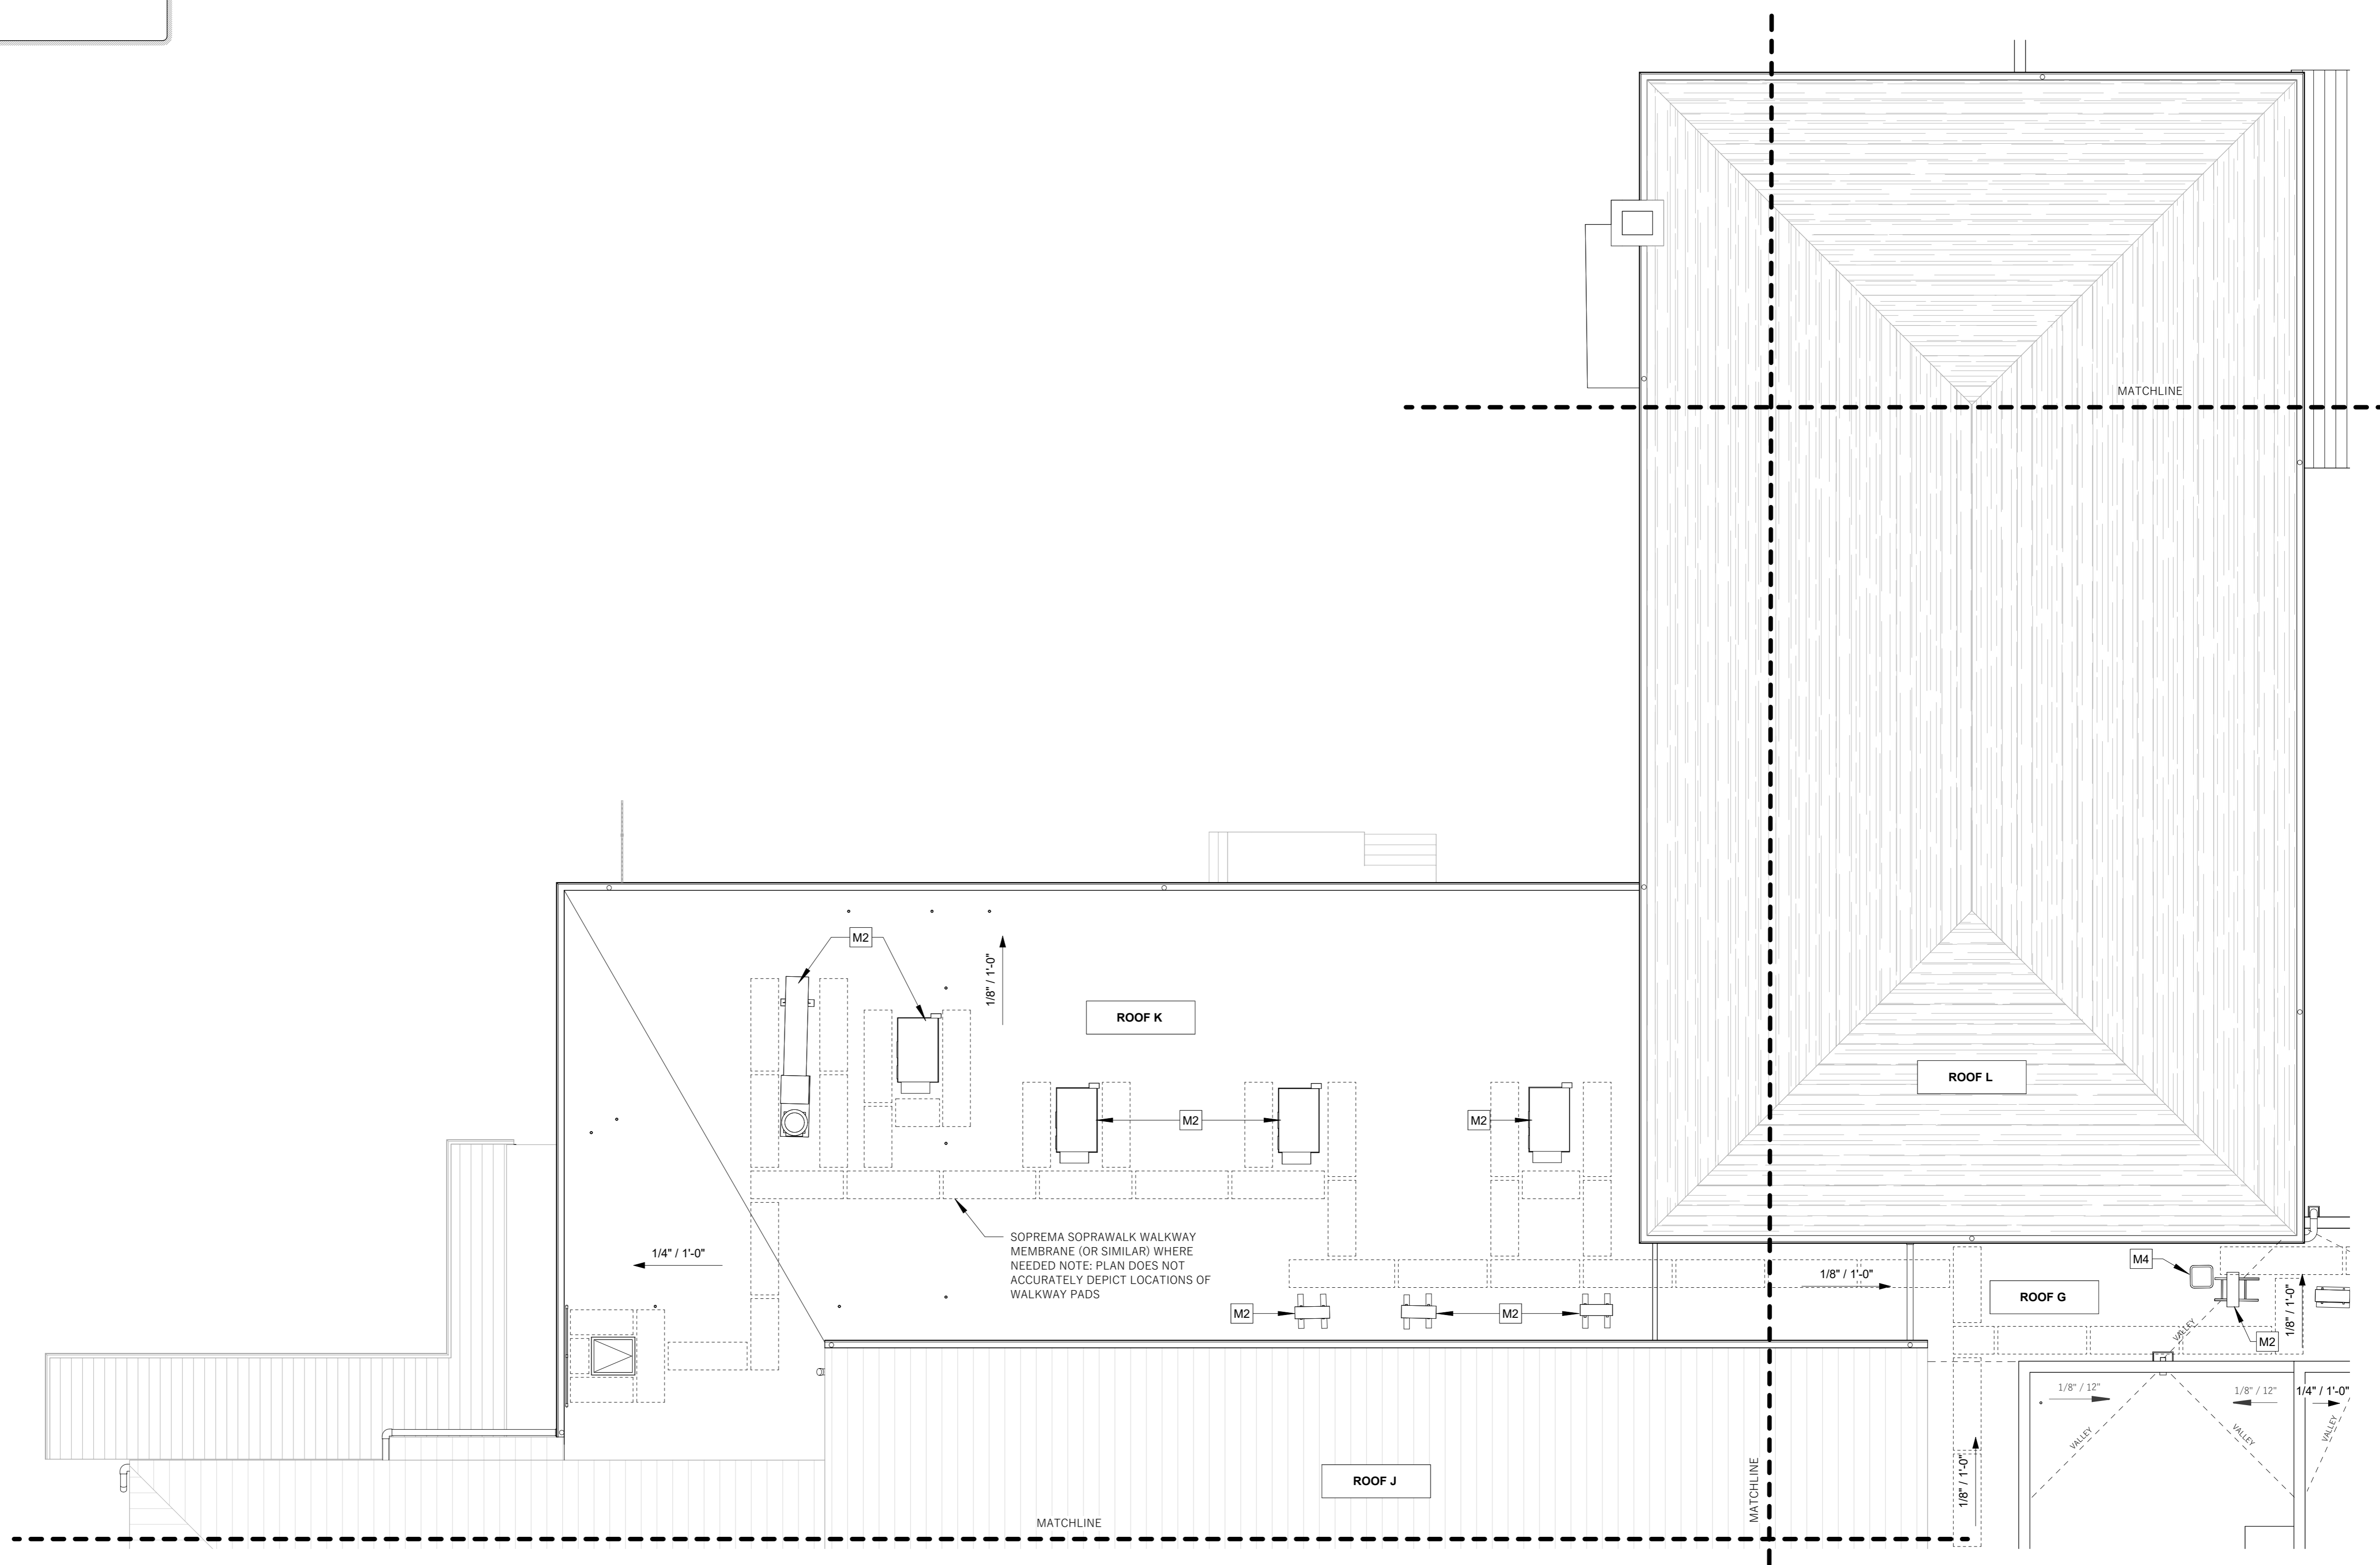 MATCHLINE
M2
1/8" / 1'-0"
ROOF K
ROOF L
M2
M2
SOPREMA SOPRAWALK WALKWAY
MEMBRANE (OR SIMILAR) WHERE
NEEDED NOTE: PLAN DOES NOT
ACCURATELY DEPICT LOCATIONS OF
WALKWAY PADS
1/4" / 1'-0"
1/8" / 1'-0"
M4
ROOF G
1/8" / 1'-0"
M2
M2
VALLEY
M2
1/8" / 12"
1/8" / 12"
1/4" / 1'-0"
VALLEY
VALLEY
VALLEY
ROOF J
MATCHLINE
1/8" / 1'-0"
MATCHLINE